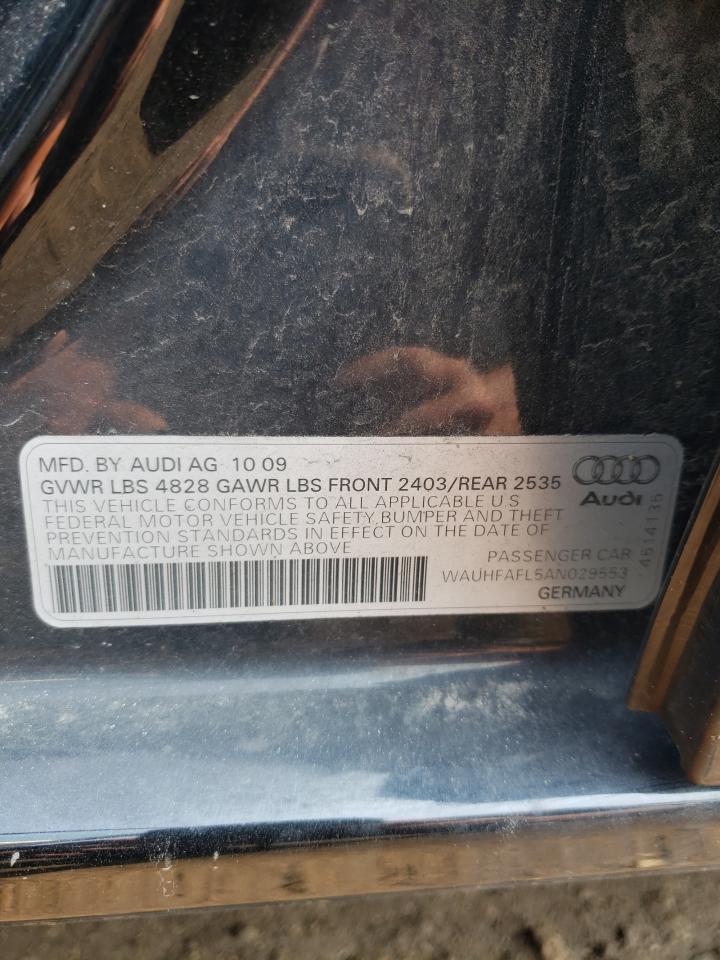 MFD. BY AUDI AG 10 09
GVWR LBS 4828 GAWR LBS FRONT 2403/REAR 2535
THIS VEHICLE CONFORMS TO ALL APPLICABLE U S
FEDERAL MOTOR VEHICLE SAFETY, BUMPER AND THEFT
PREVENTION STANDARDS IN EFFECT ON THE DATE OF
MANUFACTURE SHOWN ABOVE
PASSENGER CAR
WAUHFAFL5AN029553
GERMANY
Audi
4514135